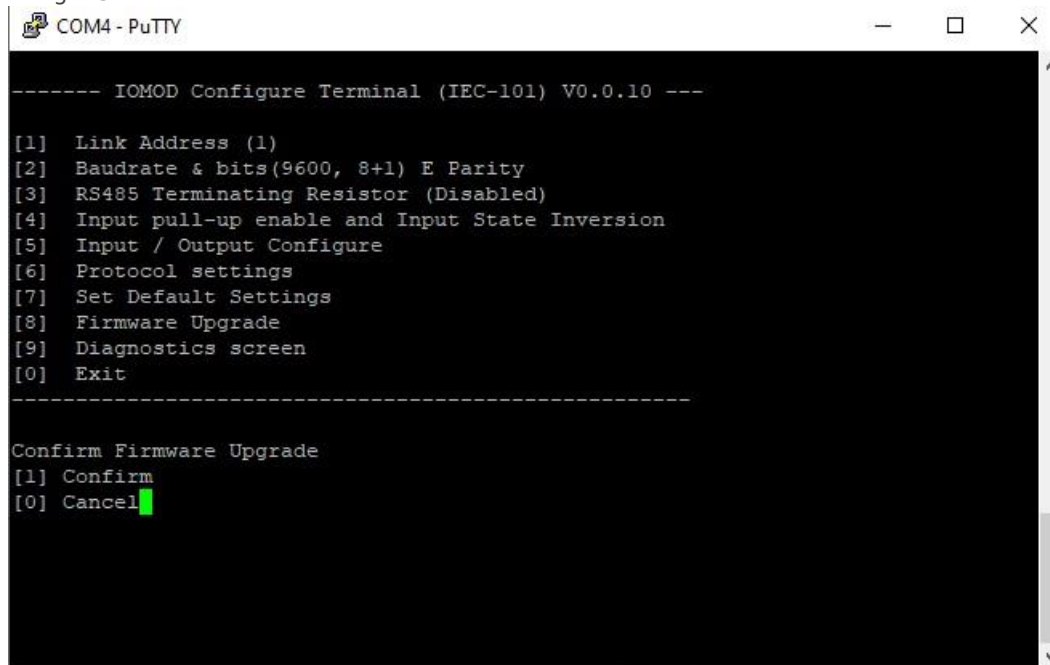 COM4 - PuTTY
------- IOMOD Configure Terminal (IEC-101) V0.0.10 ---
[1]  Link Address (1)
[2]  Baudrate & bits(9600, 8+1) E Parity
[3]  RS485 Terminating Resistor (Disabled)
[4]  Input pull-up enable and Input State Inversion
[5]  Input / Output Configure
[6]  Protocol settings
[7]  Set Default Settings
[8]  Firmware Upgrade
[9]  Diagnostics screen
[0]  Exit
-----------------------------------------------------
Confirm Firmware Upgrade
[1] Confirm
[0] Cancel